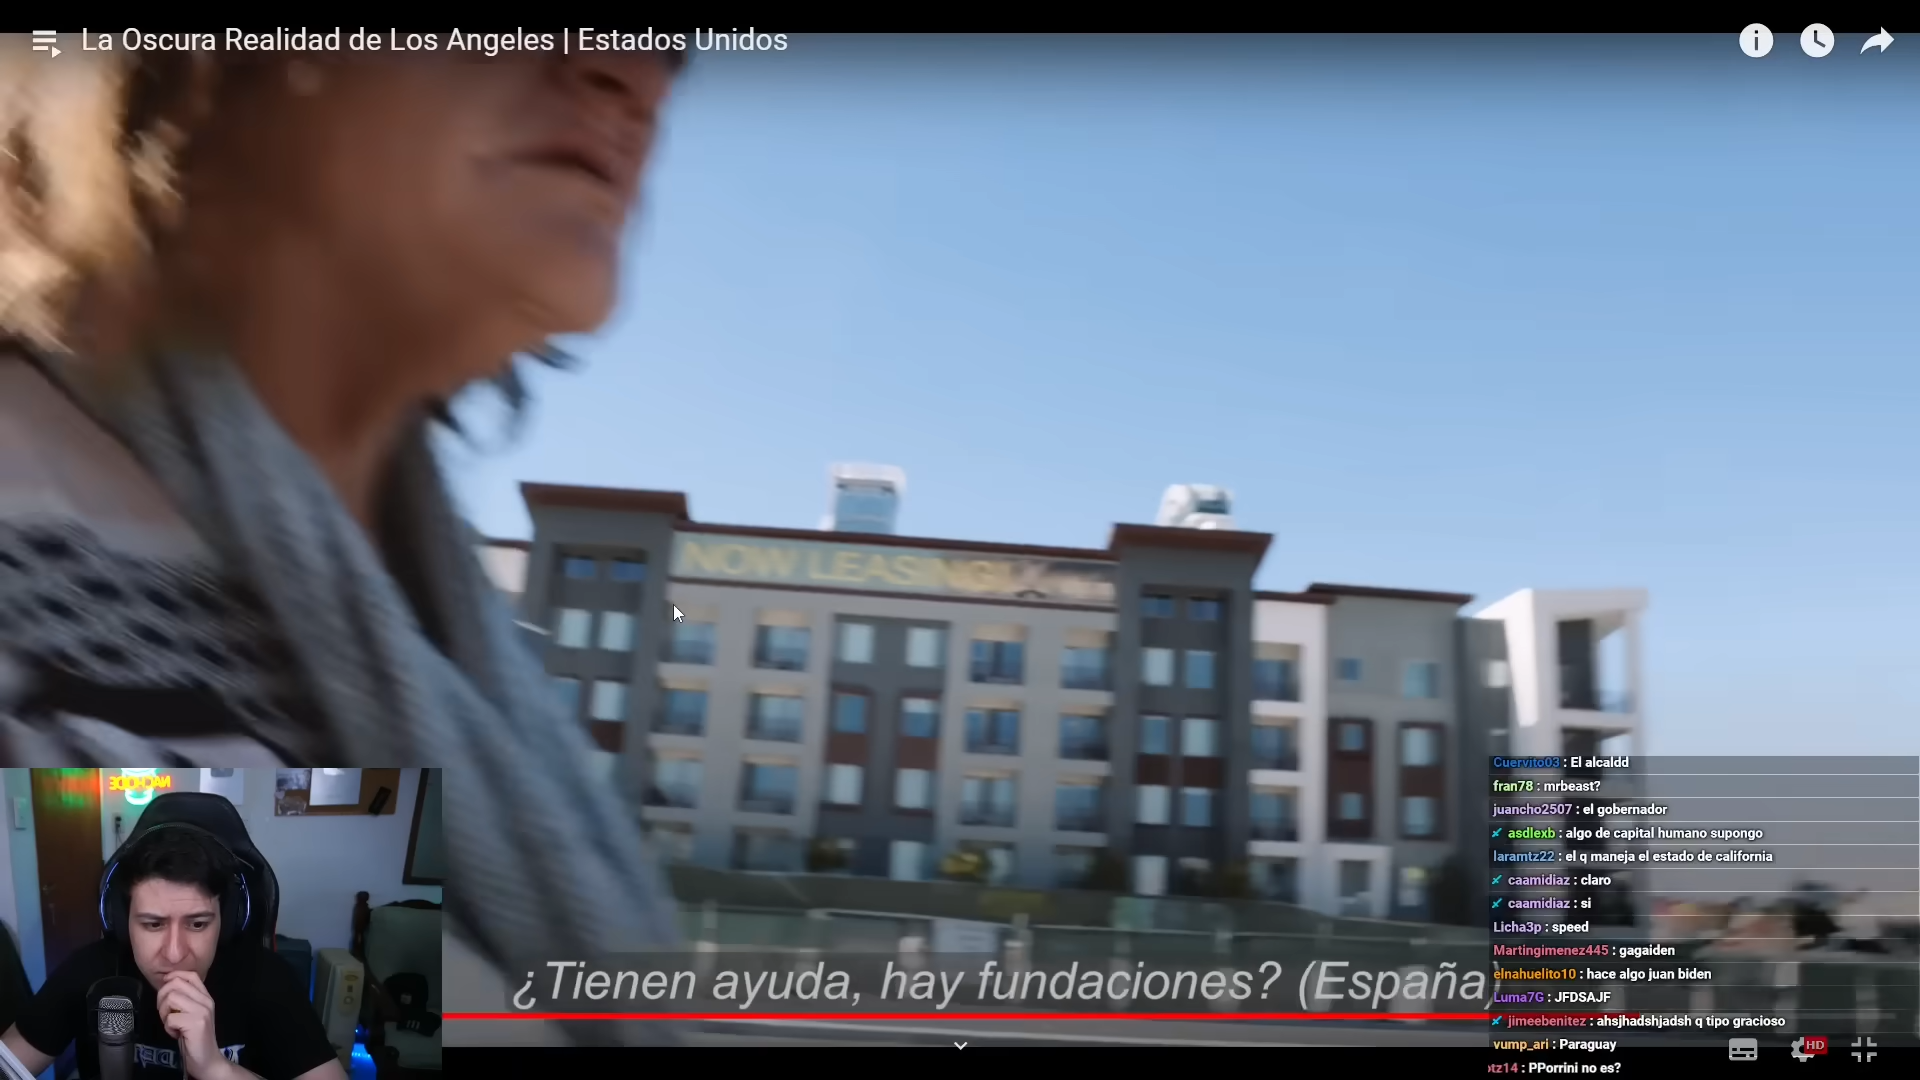 La Oscura Realidad de Los Angeles | Estados Unidos
NOW LEASING!
Cuervito03 : El alcaldd
fran78 : mrbeast?
juancho2507 : el gobernador
asdlexb : algo de capital humano supongo
laramtz22 : el q maneja el estado de california
caamidiaz : claro
caamidiaz : si
Licha3p : speed
Martingimenez445 : gagaiden
elnahuelito10 : hace algo juan biden
Luma7G : JFDSAJF
jimeebenitez : ahsjhadshjadsh q tipo gracioso
vump_ari : Paraguay
otz14 : PPorrini no es?
¿Tienen ayuda, hay fundaciones? (España)
HD